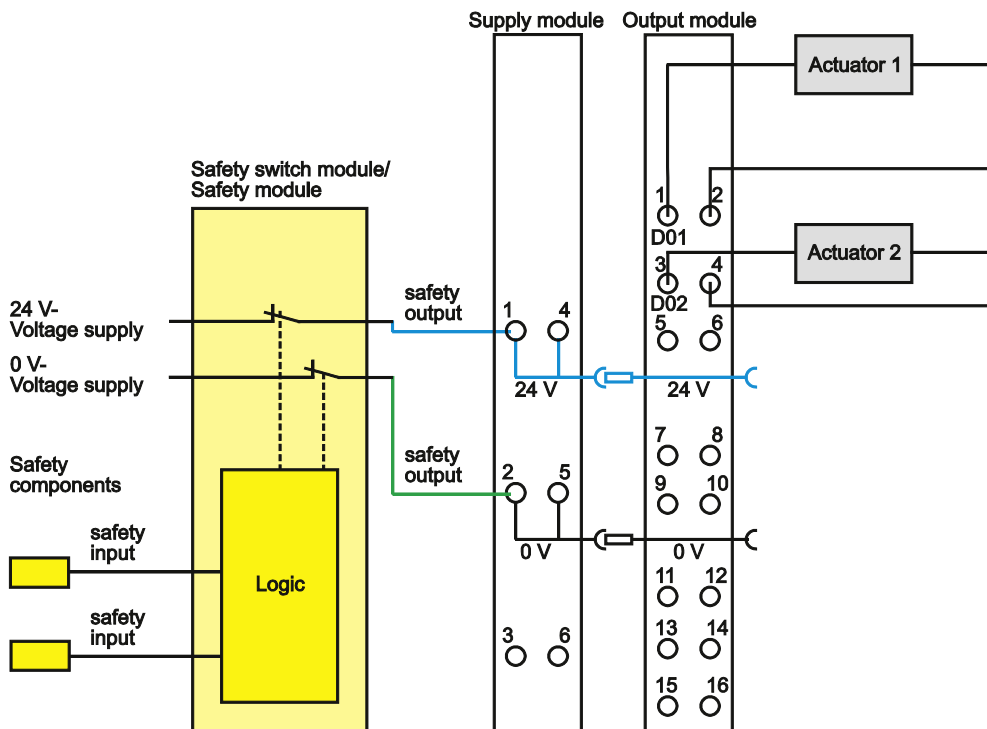 Supply module
Output module
Actuator 1
Safety switch module/
Safety module
1
2
D01
Actuator 2
3
4
D02
24 V-
Voltage supply
safety
output
1
4
5
6
0 V-
Voltage supply
24 V
24 V
7
8
Safety
components
safety
output
2
5
9
10
safety
input
0 V
0 V
Logic
11
12
safety
input
3
6
13
14
15
16